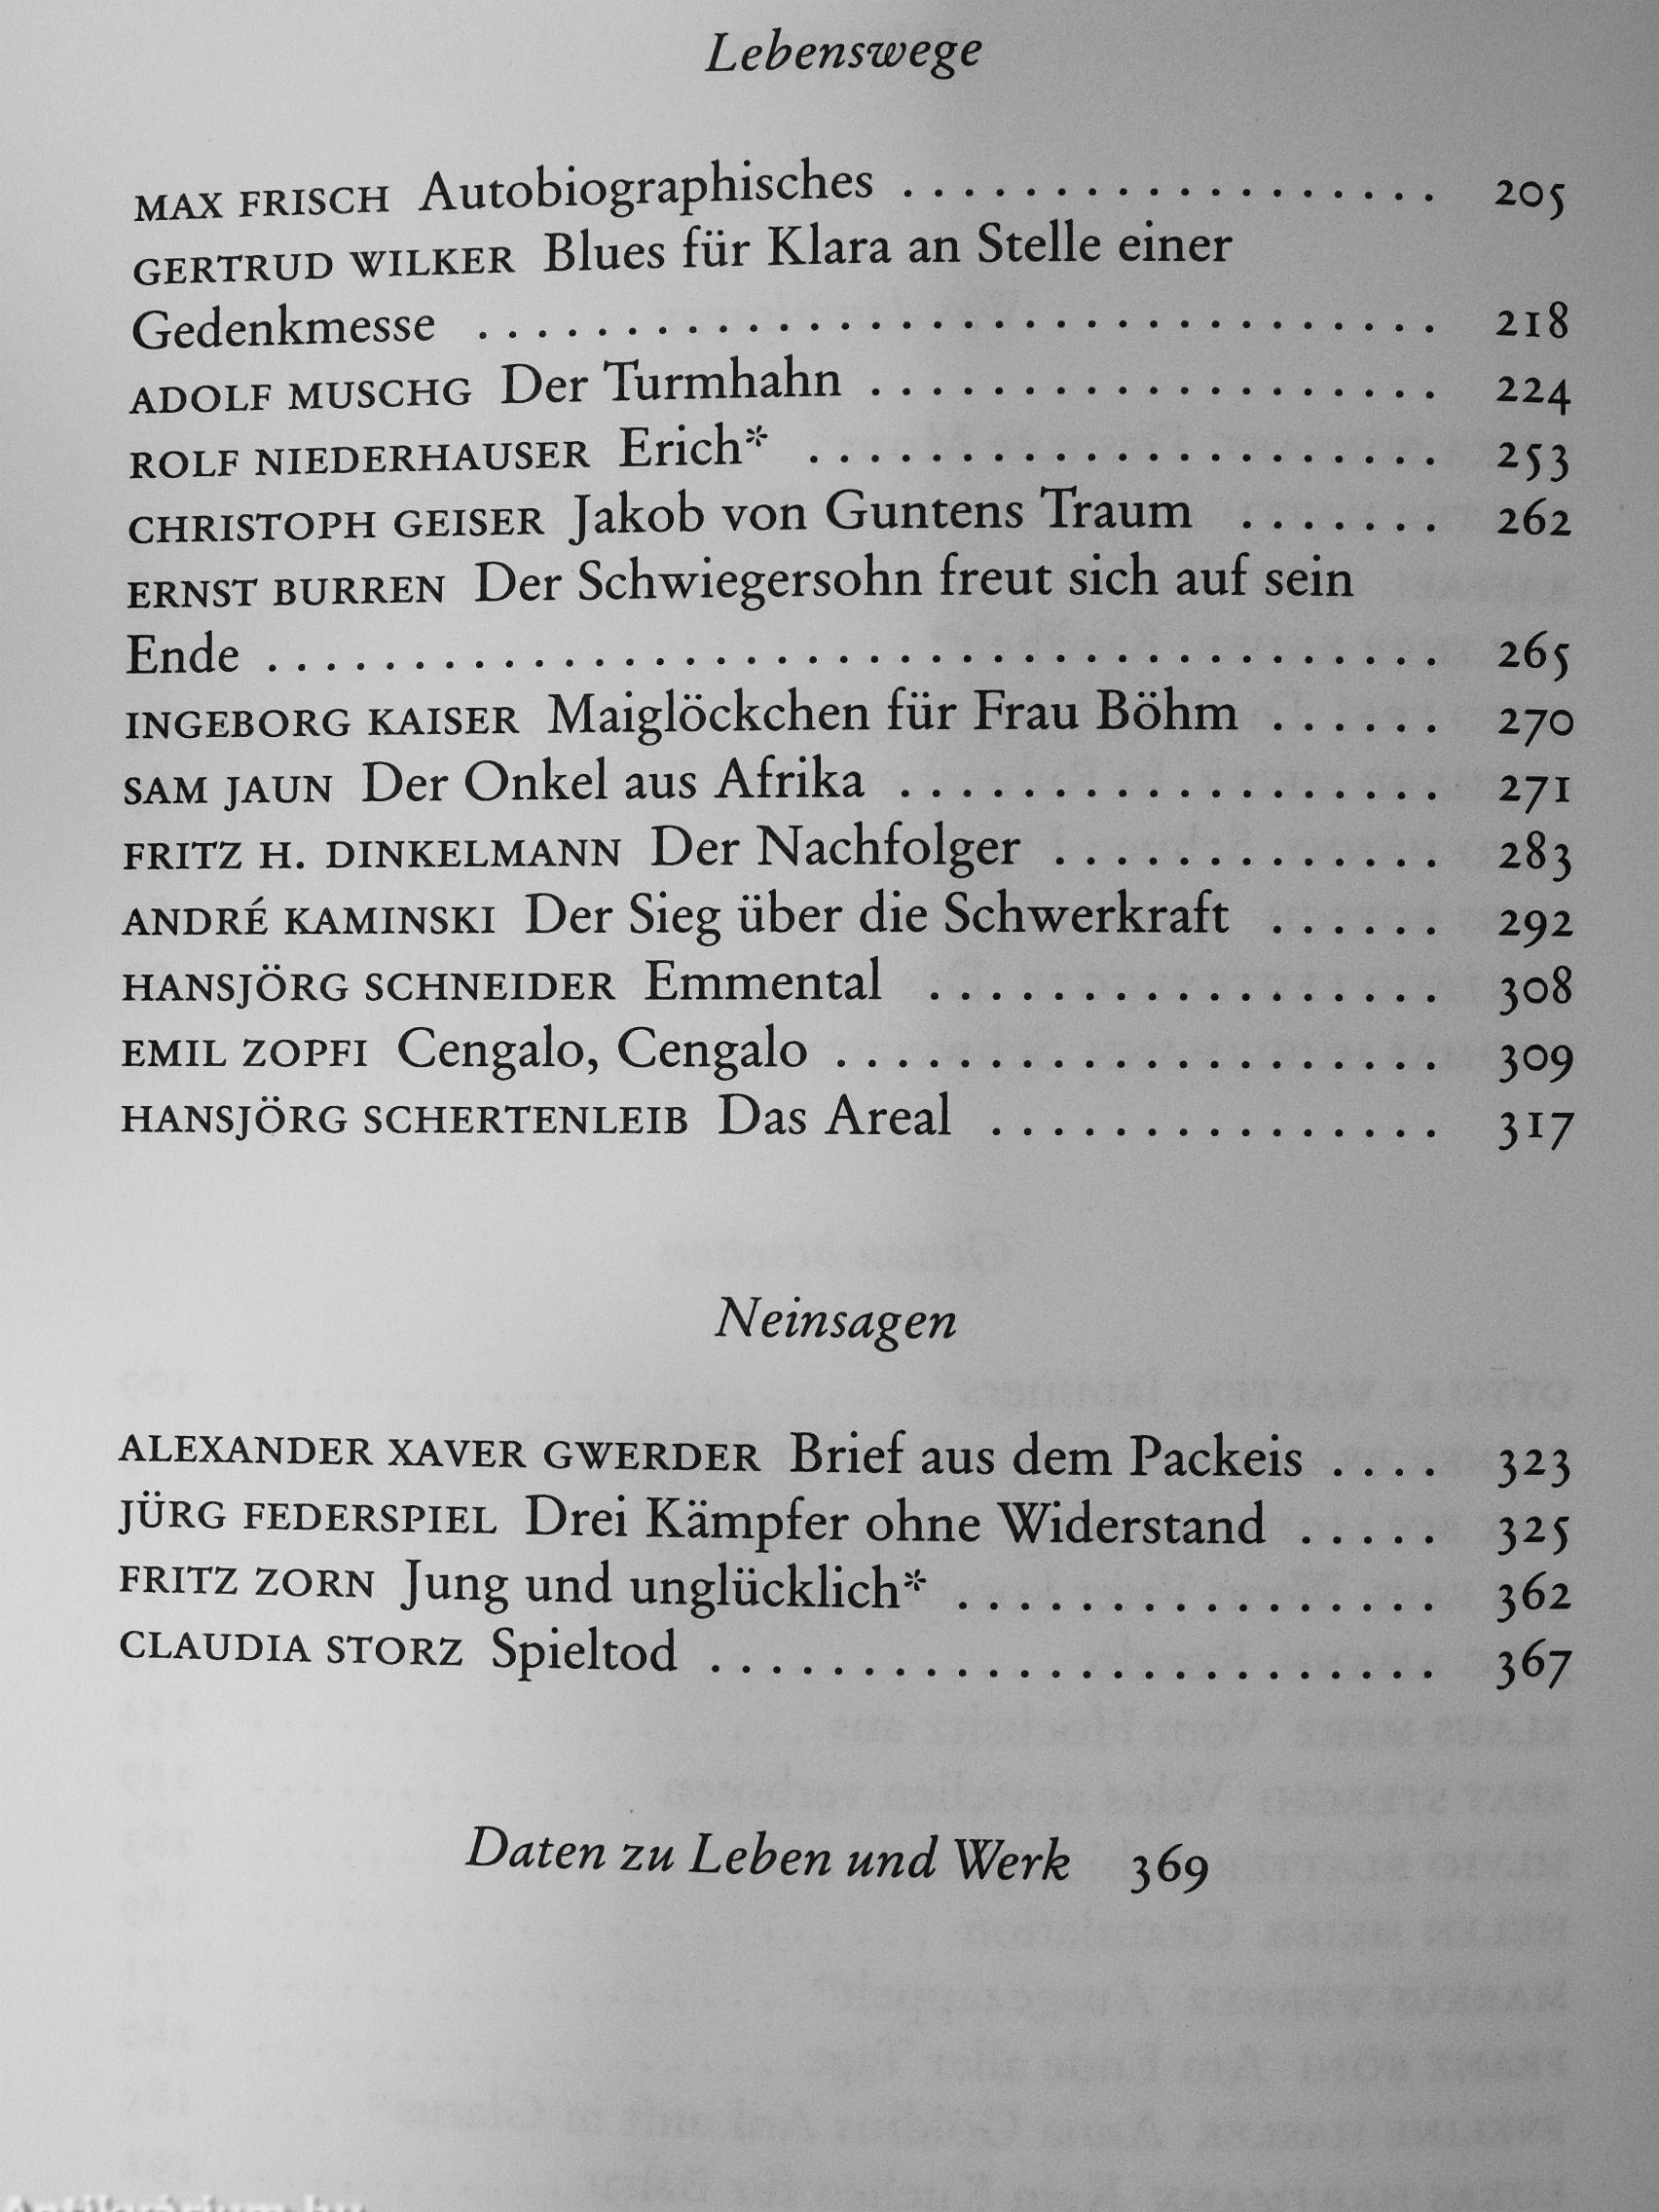 Lebenswege
MAX FRISCH Autobiographisches . . . . . . . . . . . . . . . . . . 205
GERTRUD WILKER Blues für Klara an Stelle einer
Gedenkmesse . . . . . . . . . . . . . . . . . . . . . . . . . . . . . . . . 218
ADOLF MUSCHG Der Turmhahn . . . . . . . . . . . . . . . . . . . 224
ROLF NIEDERHAUSER Erich* . . . . . . . . . . . . . . . . . . . . . 253
CHRISTOPH GEISER Jakob von Guntens Traum . . . . . . . 262
ERNST BURREN Der Schwiegersohn freut sich auf sein
Ende . . . . . . . . . . . . . . . . . . . . . . . . . . . . . . . . . . . . . . . 265
INGEBORG KAISER Maiglöckchen für Frau Böhm . . . . . . 270
SAM JAUN Der Onkel aus Afrika . . . . . . . . . . . . . . . . . . 271
FRITZ H. DINKELMANN Der Nachfolger . . . . . . . . . . . . . 283
ANDRÉ KAMINSKI Der Sieg über die Schwerkraft . . . . . . 292
HANSJÖRG SCHNEIDER Emmental . . . . . . . . . . . . . . . . . 308
EMIL ZOPFI Cengalo, Cengalo . . . . . . . . . . . . . . . . . . . . 309
HANSJÖRG SCHERTENLEIB Das Areal . . . . . . . . . . . . . . . 317
Neinsagen
ALEXANDER XAVER GWERDER Brief aus dem Packeis . . . . 323
JÜRG FEDERSPIEL Drei Kämpfer ohne Widerstand . . . . . 325
FRITZ ZORN Jung und unglücklich* . . . . . . . . . . . . . . . . 362
CLAUDIA STORZ Spieltod . . . . . . . . . . . . . . . . . . . . . . . . 367
Daten zu Leben und Werk 369